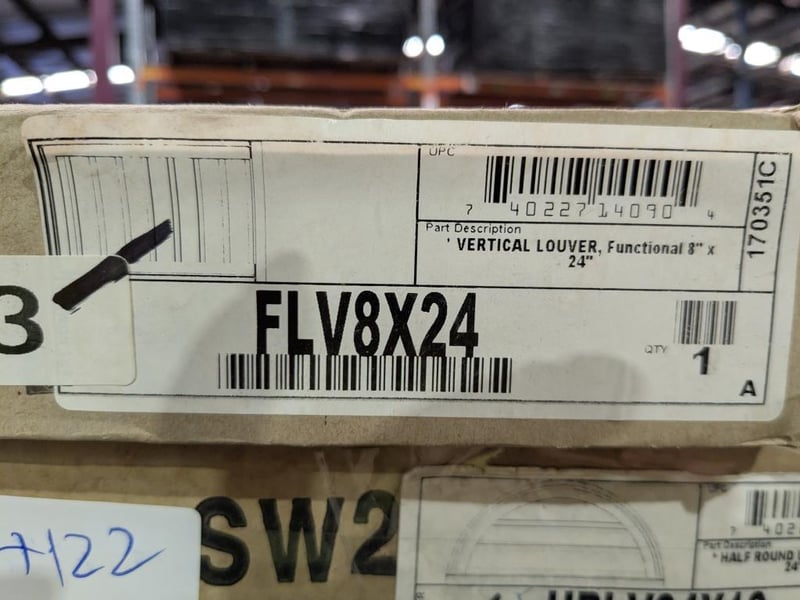 UPC
7 40227 14090 4
Part Description
' VERTICAL LOUVER, Functional 8" x
24"
170351C
3
FLV8X24
QTY
1
A
122
SW2
Part Description
' HALF ROUND
24"